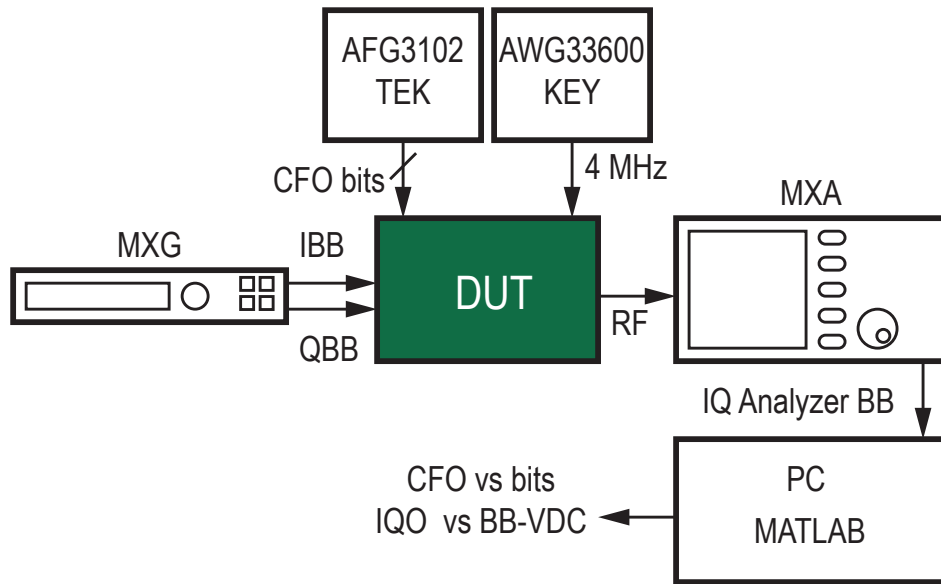 AFG3102
TEK
AWG33600
KEY
CFO bits
4 MHz
MXA
MXG
IBB
DUT
RF
QBB
IQ Analyzer BB
CFO vs bits
IQO vs BB-VDC
PC
MATLAB